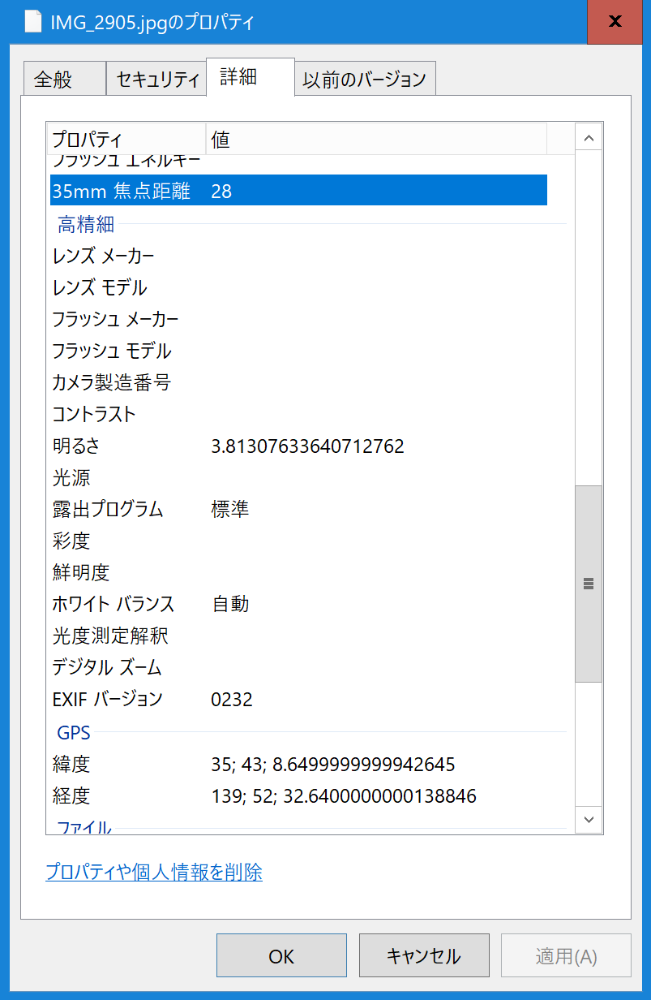 IMG_2905.jpgのプロパティ
全般 セキュリティ 詳細 以前のバージョン
プロパティ 値
フラッシュ エネルギー
35mm 焦点距離 28
高精細
レンズ メーカー
レンズ モデル
フラッシュ メーカー
フラッシュ モデル
カメラ製造番号
コントラスト
明るさ 3.81307633640712762
光源
露出プログラム 標準
彩度
鮮明度
ホワイト バランス 自動
光度測定解釈
デジタル ズーム
EXIF バージョン 0232
GPS
緯度 35; 43; 8.6499999999942645
経度 139; 52; 32.6400000000138846
ファイル
プロパティや個人情報を削除
OK キャンセル 適用(A)